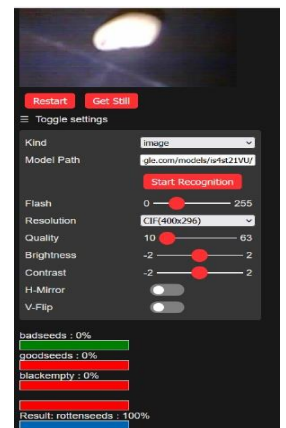 Restart Get Still
☰ Toggle settings
Kind image
Model Path gle.com/models/is4st21VU/
Start Recognition
Flash 0 255
Resolution CIF(400x296)
Quality 10 63
Brightness -2 2
Contrast -2 2
H-Mirror
V-Flip
badseeds : 0%
goodseeds : 0%
blackempty : 0%
Result: rottenseeds : 100%